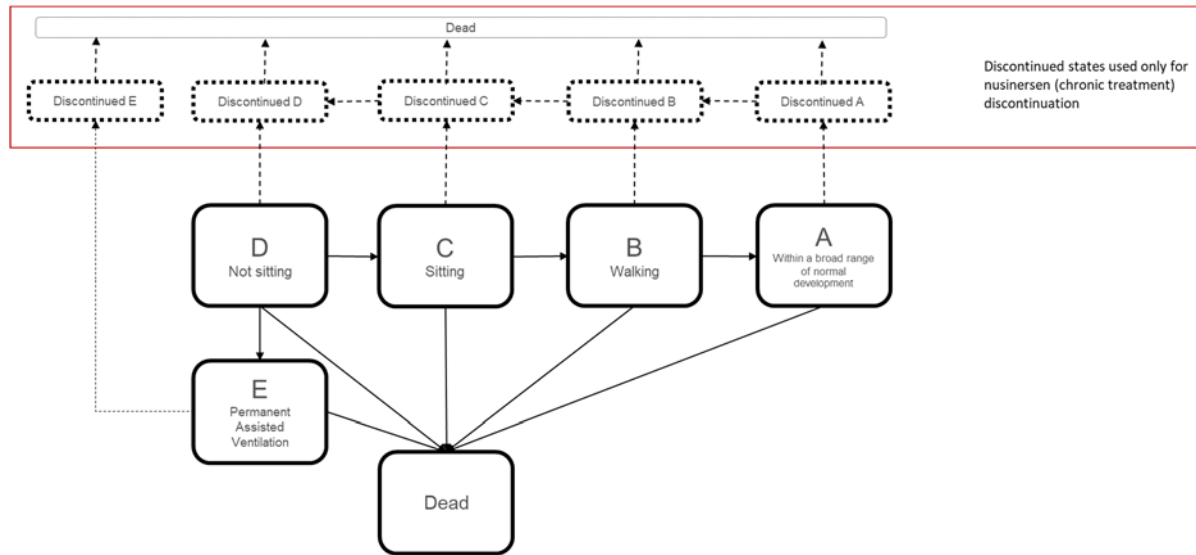 Dead
Discontinued E
Discontinued D
Discontinued C
Discontinued B
Discontinued A
Discontinued states used only for
nusinersen (chronic treatment)
discontinuation
D
Not sitting
C
Sitting
B
Walking
A
Within a broad range
of normal
development
E
Permanent
Assisted
Ventilation
Dead